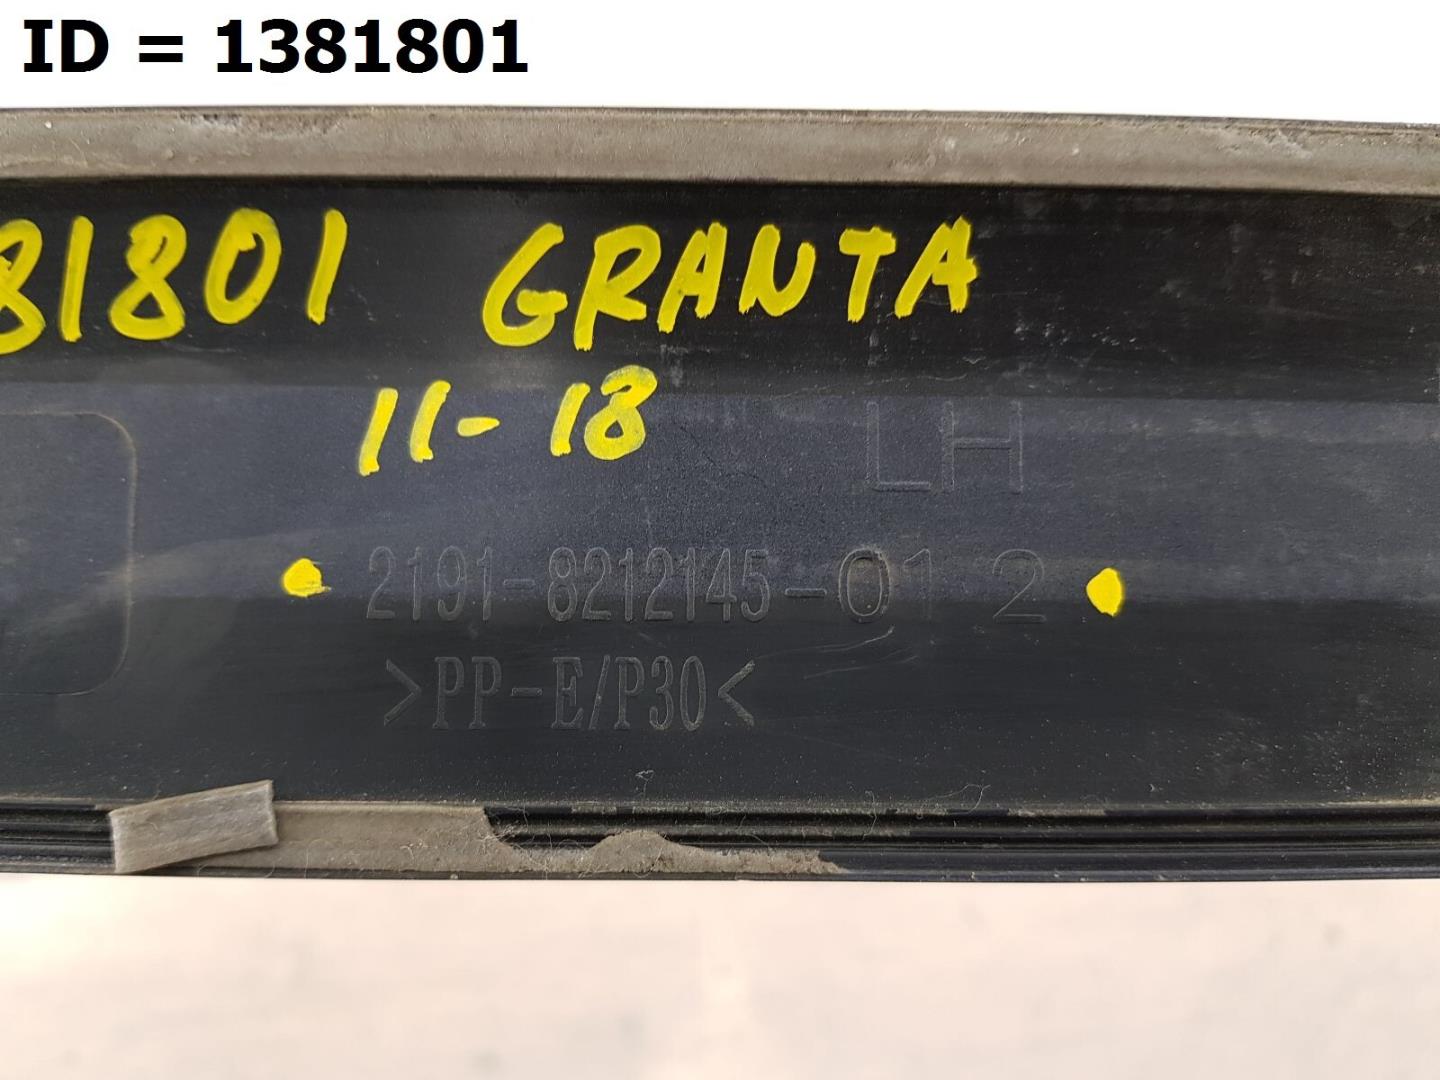 ID = 1381801
81801 GRANTA
11-18
LH
2191-8212145-01 2
>PP-E/P30<